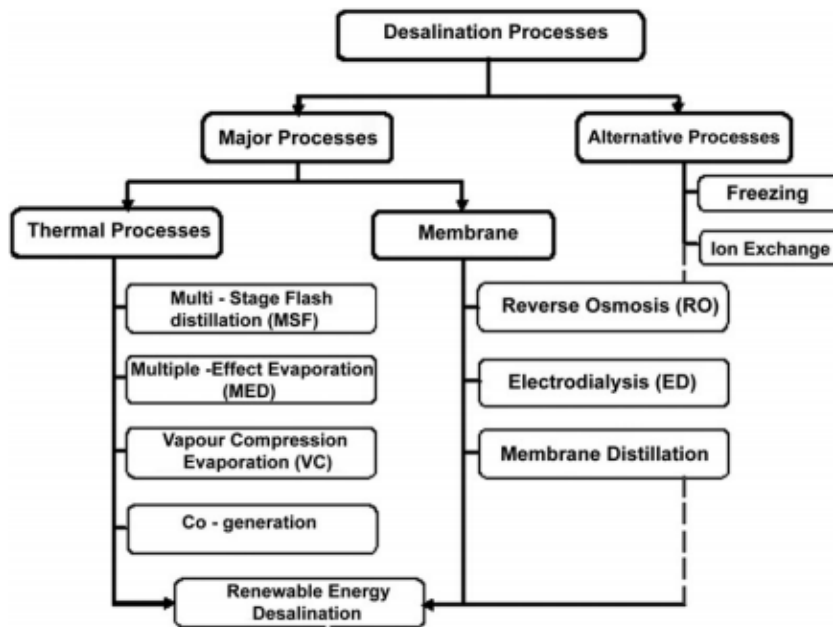 Desalination Processes
Major Processes
Alternative Processes
Freezing
Ion Exchange
Thermal Processes
Membrane
Multi - Stage Flash
distillation (MSF)
Multiple -Effect Evaporation
(MED)
Vapour Compression
Evaporation (VC)
Co - generation
Reverse Osmosis (RO)
Electrodialysis (ED)
Membrane Distillation
Renewable Energy
Desalination